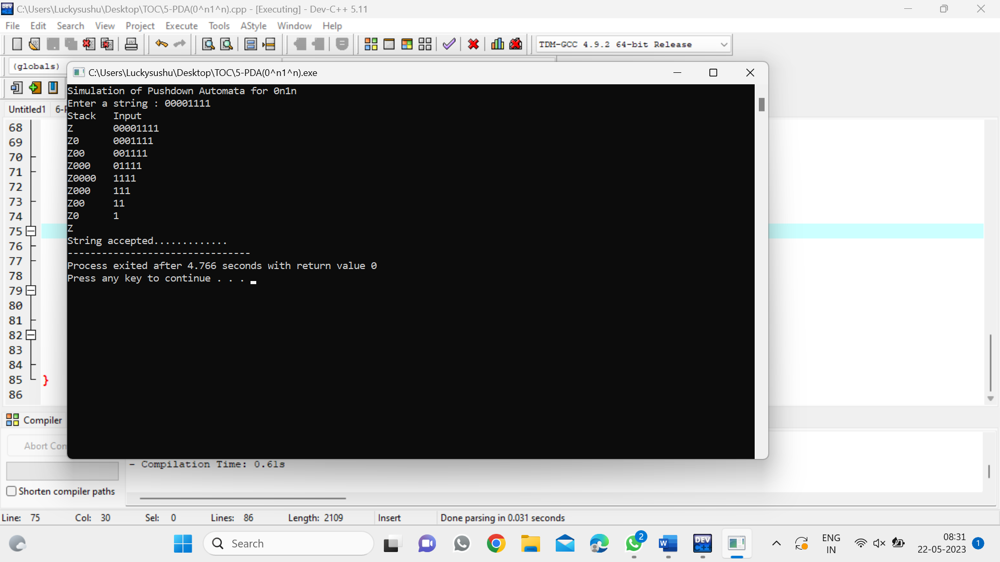 C:\Users\Luckysushu\Desktop\TOC\5-PDA(0^n1^n).cpp - [Executing] - Dev-C++ 5.11
File Edit Search View Project Execute Tools AStyle Window Help
TDM-GCC 4.9.2 64-bit Release
(globals)
C:\Users\Luckysushu\Desktop\TOC\5-PDA(0^n1^n).exe
Simulation of Pushdown Automata for 0n1n
Enter a string : 00001111
Stack Input
Z 00001111
Z0 0001111
Z00 001111
Z000 01111
Z0000 1111
Z000 111
Z00 11
Z0 1
Z
String accepted.............
--------------------------------
Process exited after 4.766 seconds with return value 0
Press any key to continue . . .
Untitled1 6-
68
69
70
71
72
73
74
75
76
77
78
79
80
81
82
83
84
85 }
86
Compiler
Abort Con
- Compilation Time: 0.61s
Shorten compiler paths
Line: 75 Col: 30 Sel: 0 Lines: 86 Length: 2109 Insert Done parsing in 0.031 seconds
Search
2
W
DEV C++
ENG
IN
08:31
22-05-2023
1